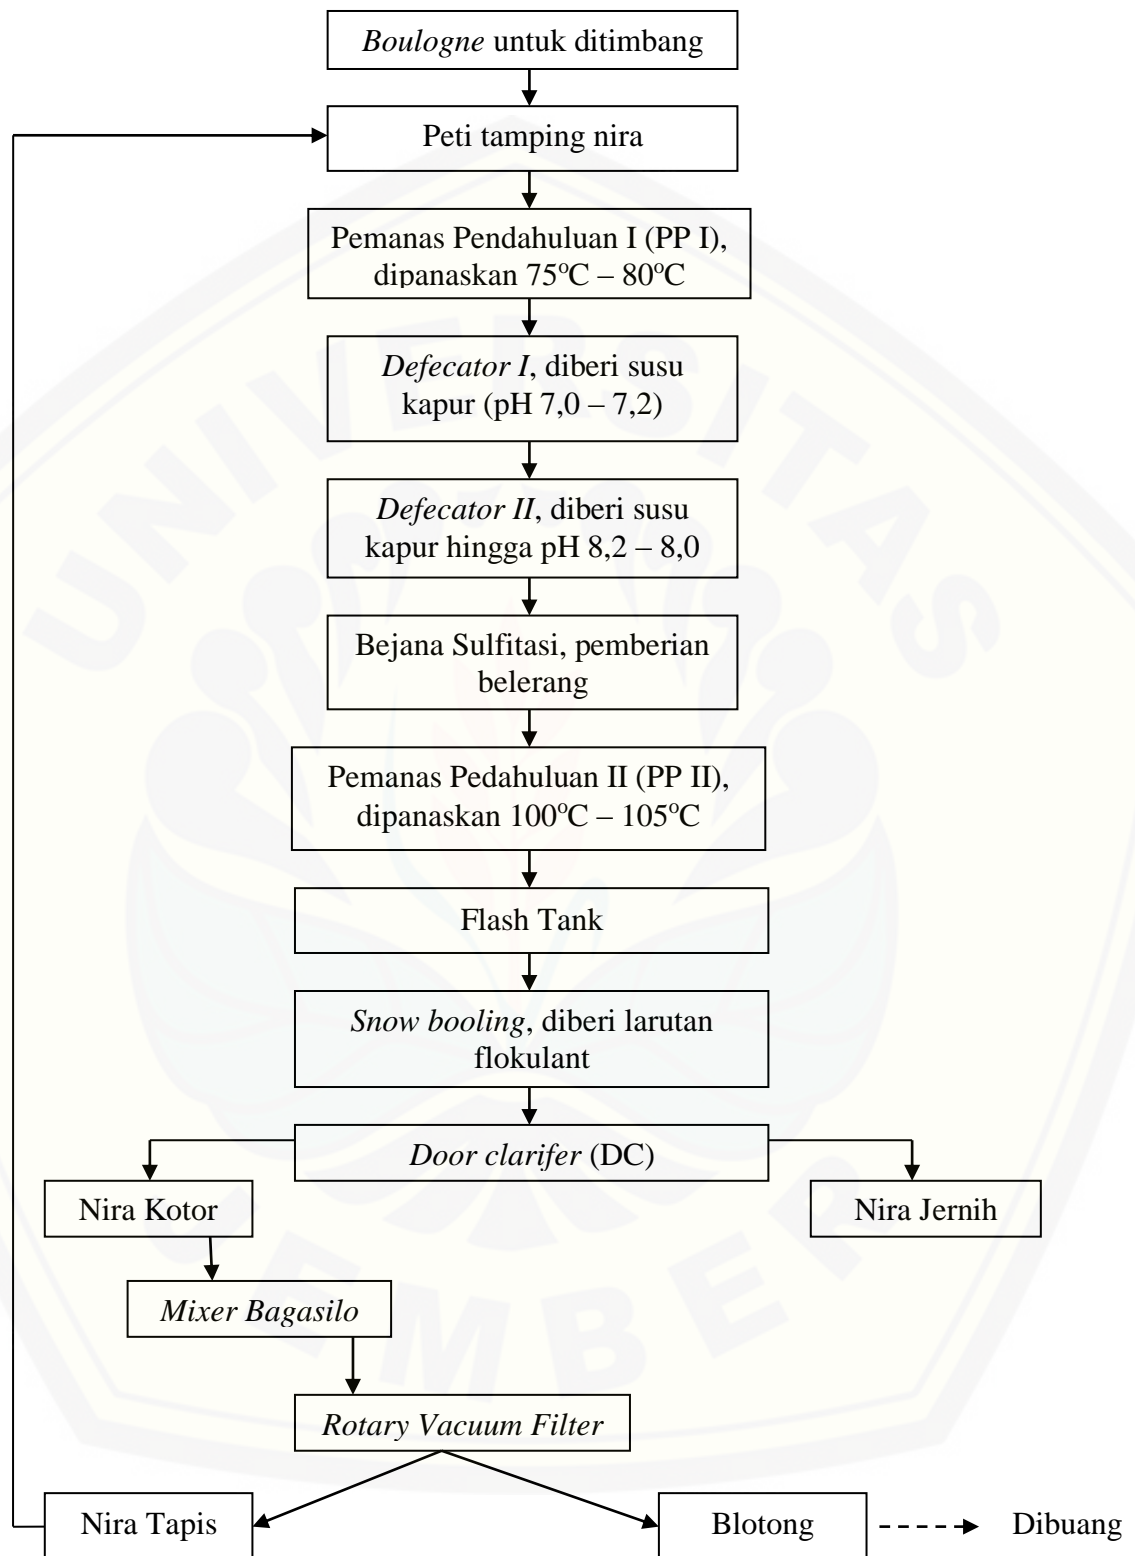 Boulogne untuk ditimbang
Peti tamping nira
Pemanas Pendahuluan I (PP I),
dipanaskan 75°C – 80°C
Defecator I, diberi susu
kapur (pH 7,0 – 7,2)
Defecator II, diberi susu
kapur hingga pH 8,2 – 8,0
Bejana Sulfitasi, pemberian
belerang
Pemanas Pedahuluan II (PP II),
dipanaskan 100°C – 105°C
Flash Tank
Snow booling, diberi larutan
flokulant
Door clarifer (DC)
Nira Kotor
Nira Jernih
Mixer Bagasilo
Rotary Vacuum Filter
Nira Tapis
Blotong
Dibuang
UNIVERSITAS
JEMBER